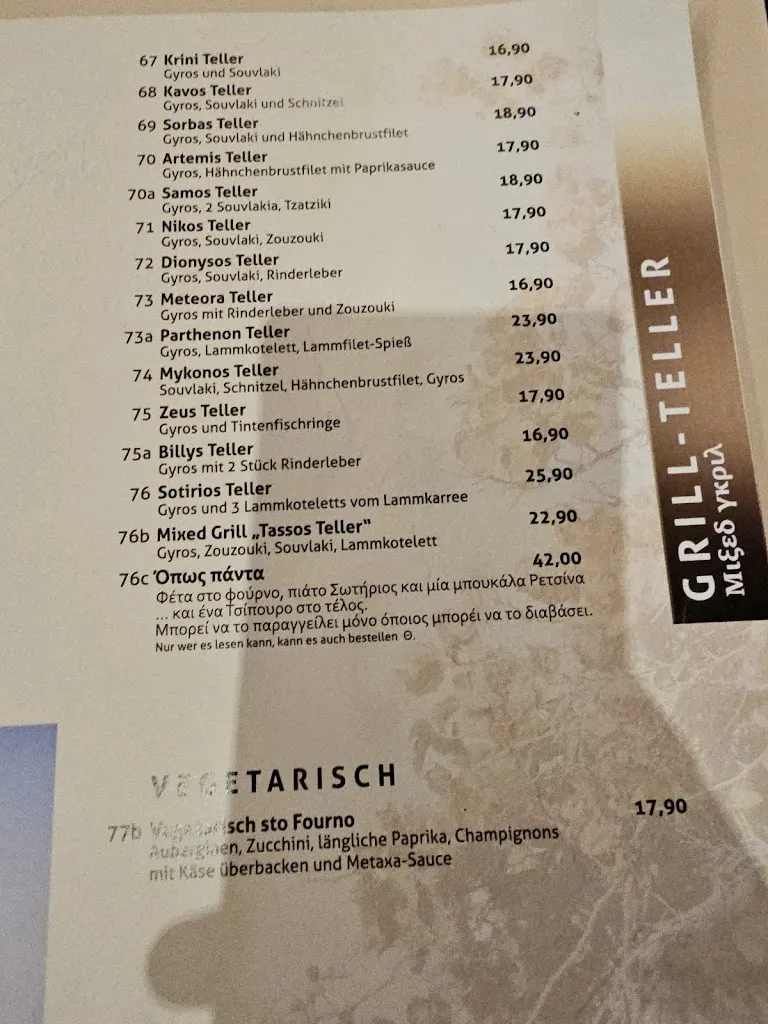 67 Krini Teller 16,90
Gyros und Souvlaki
68 Kavos Teller 17,90
Gyros, Souvlaki und Schnitzel
69 Sorbas Teller 18,90
Gyros, Souvlaki und Hähnchenbrustfilet
70 Artemis Teller 17,90
Gyros, Hähnchenbrustfilet mit Paprikasauce
70a Samos Teller 18,90
Gyros, 2 Souvlakia, Tzatziki
71 Nikos Teller 17,90
Gyros, Souvlaki, Zouzouki
72 Dionysos Teller 17,90
Gyros, Souvlaki, Rinderleber
73 Meteora Teller 16,90
Gyros mit Rinderleber und Zouzouki
73a Parthenon Teller 23,90
Gyros, Lammkotelett, Lammfilet-Spieß
74 Mykonos Teller 23,90
Souvlaki, Schnitzel, Hähnchenbrustfilet, Gyros
75 Zeus Teller 17,90
Gyros und Tintenfischringe
75a Billys Teller 16,90
Gyros mit 2 Stück Rinderleber
76 Sotirios Teller 25,90
Gyros und 3 Lammkoteletts vom Lammkarree
76b Mixed Grill „Tassos Teller" 22,90
Gyros, Zouzouki, Souvlaki, Lammkotelett
76c Όπως πάντα 42,00
Φέτα στο φούρνο, πιάτο Σωτήριος και μία μπουκάλα Ρετσίνα
... και ένα Τσίπουρο στο τέλος.
Μπορεί να το παραγγείλει μόνο όποιος μπορέι να το διαβάσει.
Nur wer es lesen kann, kann es auch bestellen Θ.
VEGETARISCH
77b Vegetarisch sto Fourno 17,90
Auberginen, Zucchini, längliche Paprika, Champignons
mit Käse überbacken und Metaxa-Sauce
GRILL-TELLER
Μιξεδ γκριλ